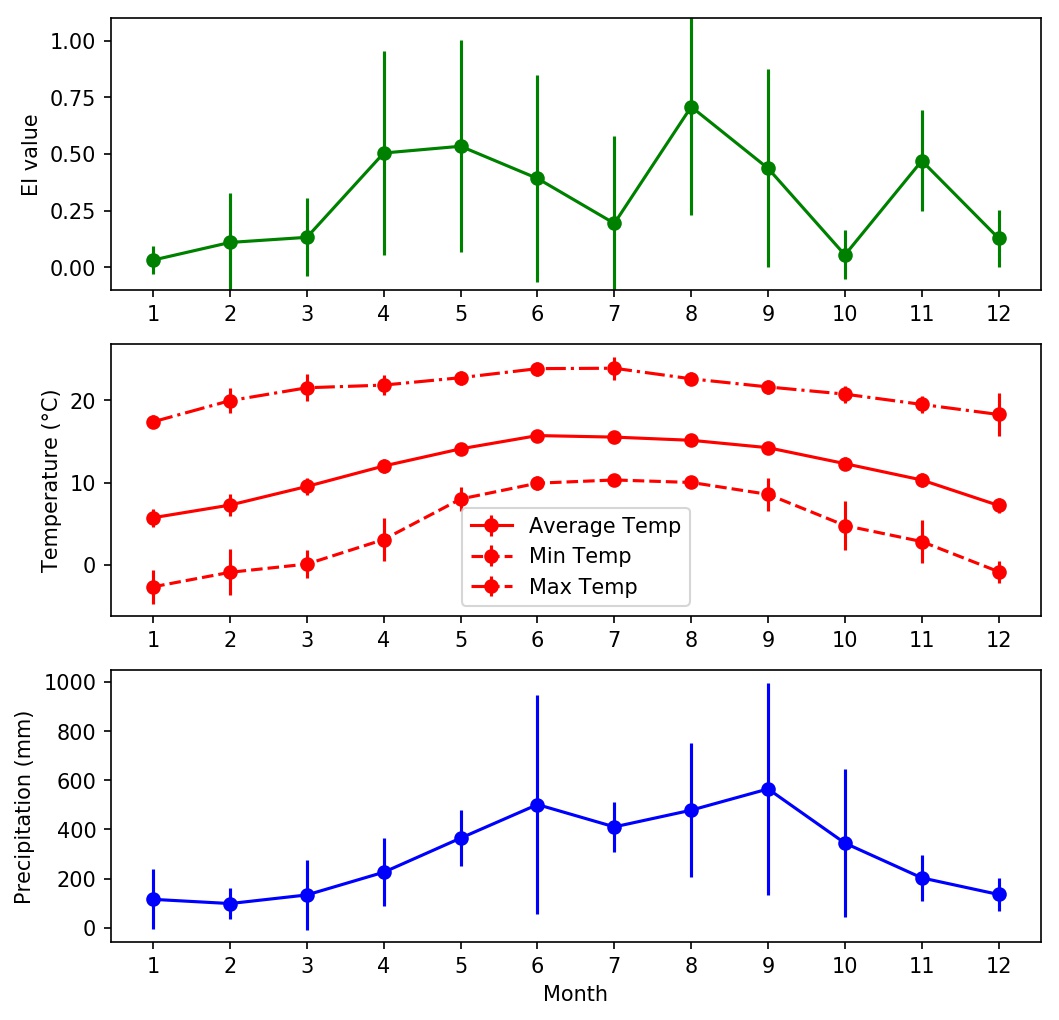 EI value
1.00
0.75
0.50
0.25
0.00
1 2 3 4 5 6 7 8 9 10 11 12
Temperature (°C)
20
10
0
Average Temp
Min Temp
Max Temp
1 2 3 4 5 6 7 8 9 10 11 12
Precipitation (mm)
1000
800
600
400
200
0
1 2 3 4 5 6 7 8 9 10 11 12
Month